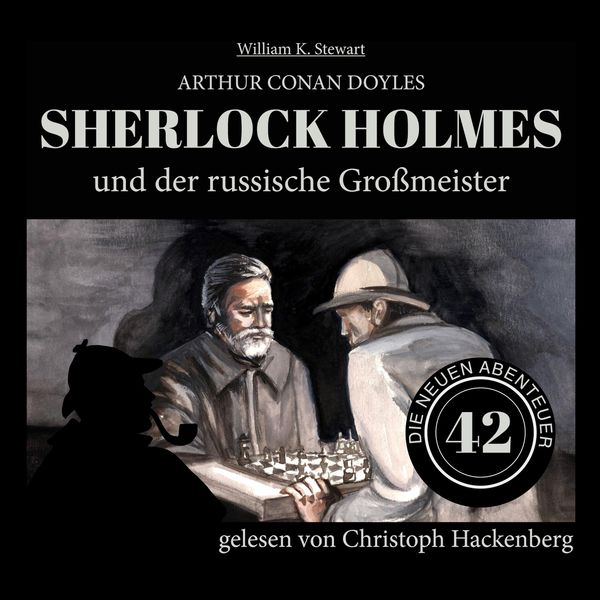 William K. Stewart
ARTHUR CONAN DOYLES
SHERLOCK HOLMES
und der russische Großmeister
DIE NEUEN ABENTEUER
42
gelesen von Christoph Hackenberg